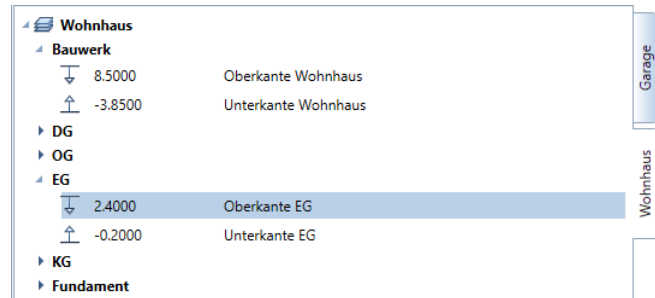 Wohnhaus
Bauwerk
8.5000 Oberkante Wohnhaus
-3.8500 Unterkante Wohnhaus
DG
OG
EG
2.4000 Oberkante EG
-0.2000 Unterkante EG
KG
Fundament
Garage
Wohnhaus